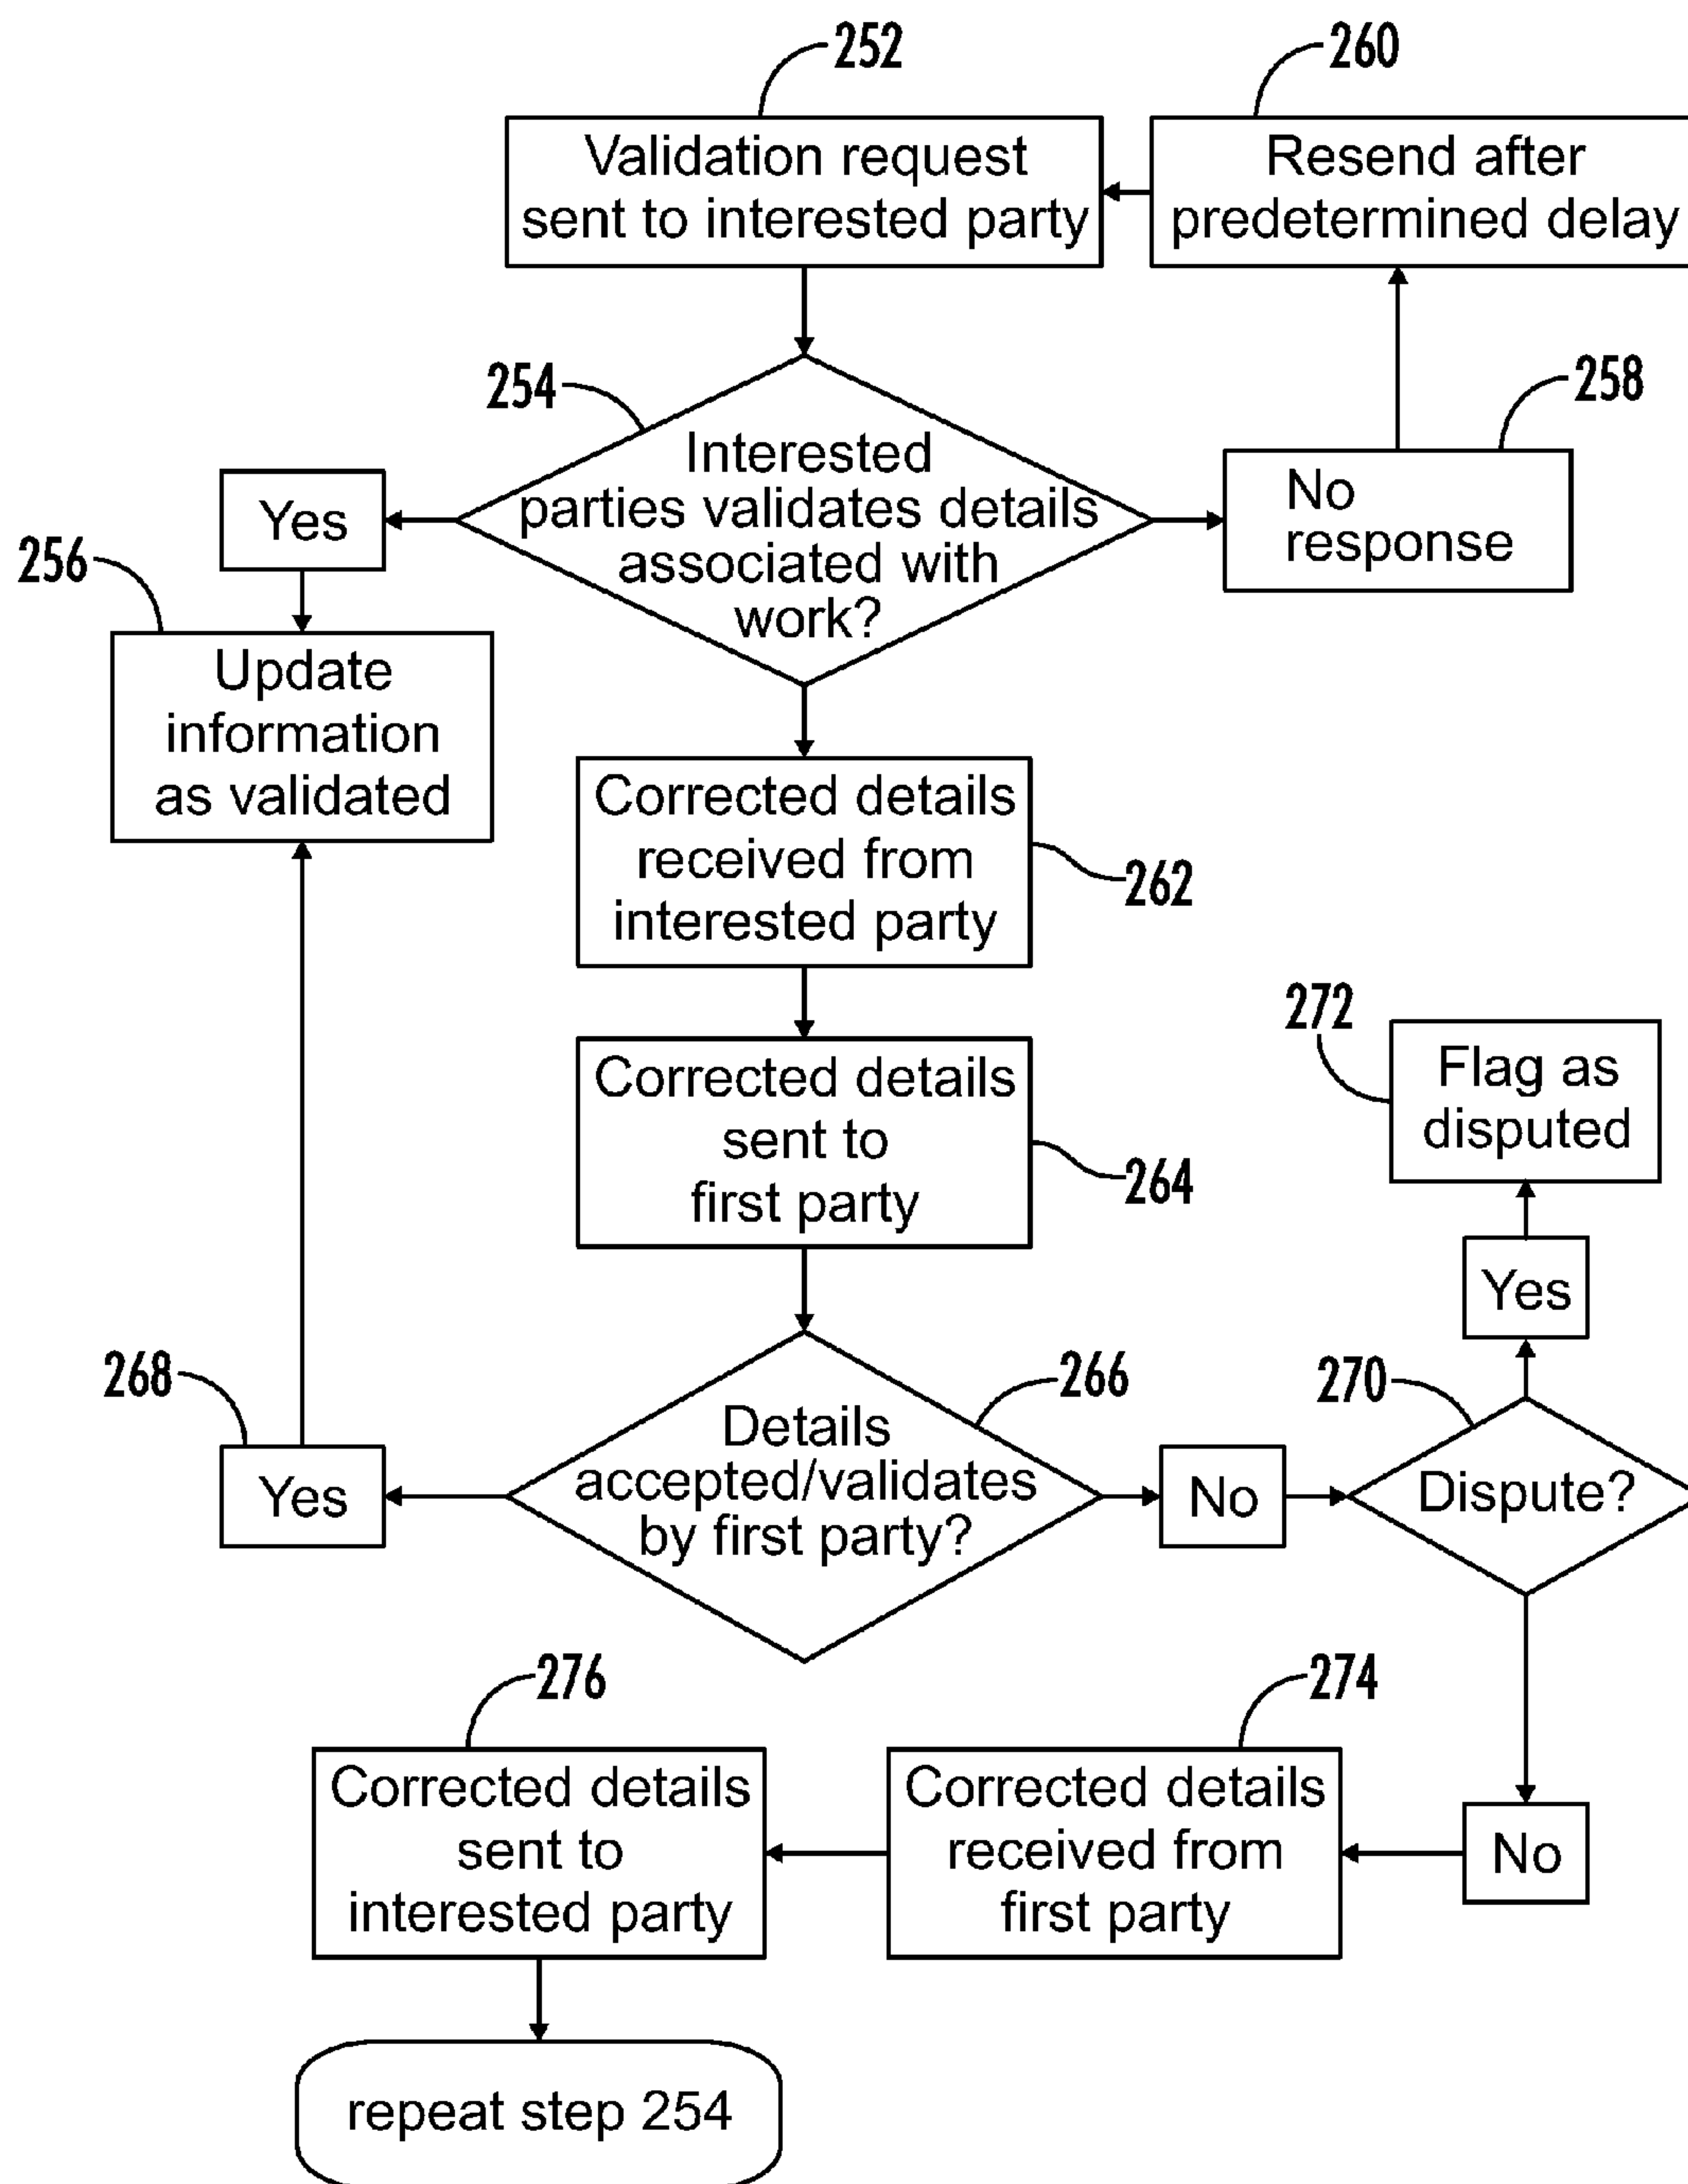 252
260
Validation request
sent to interested party
Resend after
predetermined delay
254
258
Interested
parties validates details
associated with
work?
Yes
No
response
256
Update
information
as validated
Corrected details
received from
interested party
262
272
Flag as
disputed
Corrected details
sent to
first party
264
Yes
268
266
270
Details
accepted/validates
by first party?
Yes
No
Dispute?
276
274
Corrected details
sent to
interested party
Corrected details
received from
first party
No
repeat step 254